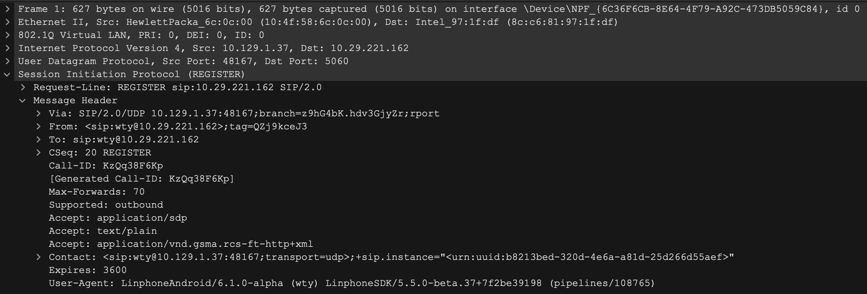 Frame 1: 627 bytes on wire (5016 bits), 627 bytes captured (5016 bits) on interface \Device\NPF_{6C36F6CB-8E64-4F79-A92C-473DB5059C84}, id 0
Ethernet II, Src: HewlettPacka_6c:0c:00 (10:4f:58:6c:0c:00), Dst: Intel_97:1f:df (8c:c6:81:97:1f:df)
802.1Q Virtual LAN, PRI: 0, DEI: 0, ID: 0
Internet Protocol Version 4, Src: 10.129.1.37, Dst: 10.29.221.162
User Datagram Protocol, Src Port: 48167, Dst Port: 5060
Session Initiation Protocol (REGISTER)
Request-Line: REGISTER sip:10.29.221.162 SIP/2.0
Message Header
Via: SIP/2.0/UDP 10.129.1.37:48167;branch=z9hG4bK.hdv3GjyZr;rport
From: <sip:wty@10.29.221.162>;tag=QZj9kceJ3
To: sip:wty@10.29.221.162
CSeq: 20 REGISTER
Call-ID: KzQq38F6Kp
[Generated Call-ID: KzQq38F6Kp]
Max-Forwards: 70
Supported: outbound
Accept: application/sdp
Accept: text/plain
Accept: application/vnd.gsma.rcs-ft-http+xml
Contact: <sip:wty@10.129.1.37:48167;transport=udp>;+sip.instance="<urn:uuid:b8213bed-320d-4e6a-a81d-25d266d55aef>"
Expires: 3600
User-Agent: LinphoneAndroid/6.1.0-alpha (wty) LinphoneSDK/5.5.0-beta.37+7f2be39198 (pipelines/108765)